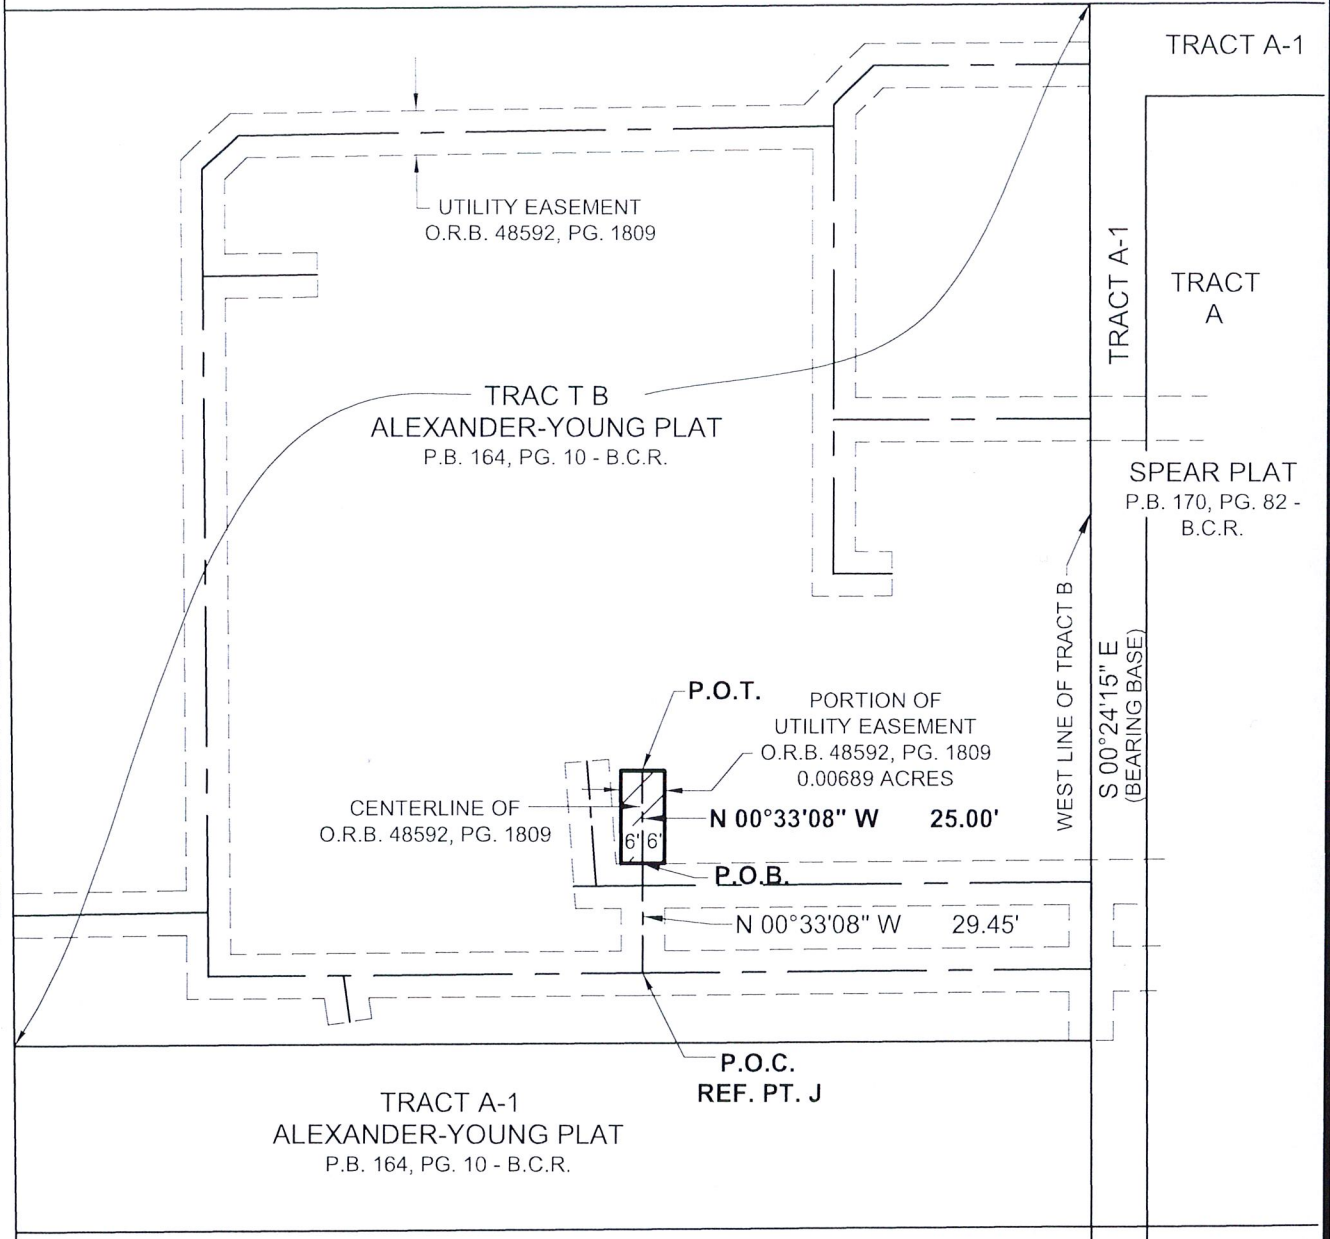 TRACT A-1
UTILITY EASEMENT
O.R.B. 48592, PG. 1809
TRACT A-1
TRACT
A
TRAC T B
ALEXANDER-YOUNG PLAT
P.B. 164, PG. 10 - B.C.R.
SPEAR PLAT
P.B. 170, PG. 82 -
B.C.R.
WEST LINE OF TRACT B
S 00°24'15" E
(BEARING BASE)
P.O.T.
PORTION OF
UTILITY EASEMENT
O.R.B. 48592, PG. 1809
0.00689 ACRES
CENTERLINE OF
O.R.B. 48592, PG. 1809
N 00°33'08" W 25.00'
6' 6'
P.O.B.
N 00°33'08" W 29.45'
P.O.C.
REF. PT. J
TRACT A-1
ALEXANDER-YOUNG PLAT
P.B. 164, PG. 10 - B.C.R.